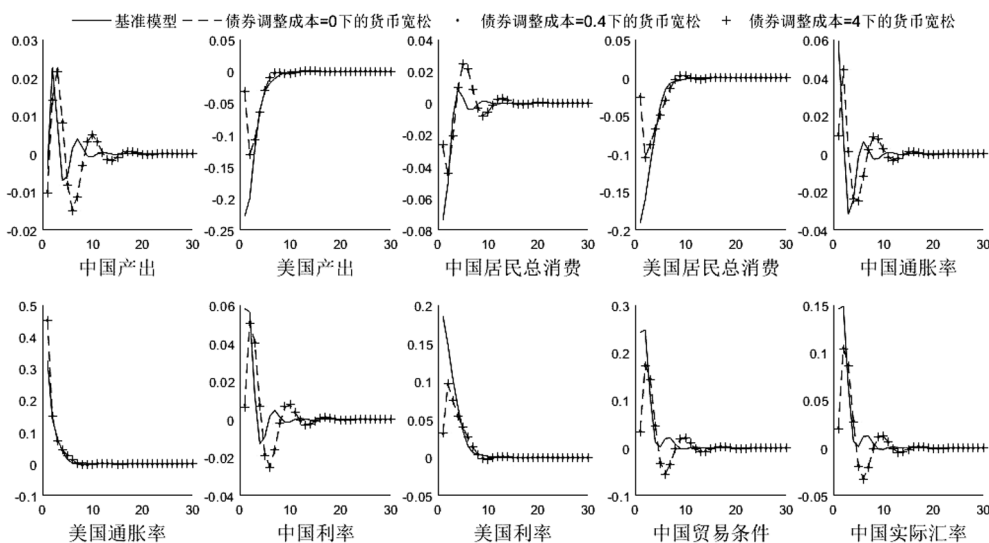 基准模型 债券调整成本=0下的货币宽松 债券调整成本=0.4下的货币宽松 债券调整成本=4下的货币宽松
0.03 0.02 0.01 0 -0.01 -0.02
0 10 20 30
中国产出
0.05 0 -0.05 -0.1 -0.15 -0.2 -0.25
0 10 20 30
美国产出
0.04 0.02 0 -0.02 -0.04 -0.06 -0.08
0 10 20 30
中国居民总消费
0.05 0 -0.05 -0.1 -0.15 -0.2
0 10 20 30
美国居民总消费
0.06 0.04 0.02 0 -0.02 -0.04
0 10 20 30
中国通胀率
0.5 0.4 0.3 0.2 0.1 0 -0.1
0 10 20 30
美国通胀率
0.06 0.04 0.02 0 -0.02 -0.04
0 10 20 30
中国利率
0.2 0.15 0.1 0.05 0 -0.05
0 10 20 30
美国利率
0.3 0.2 0.1 0 -0.1
0 10 20 30
中国贸易条件
0.15 0.1 0.05 0 -0.05
0 10 20 30
中国实际汇率